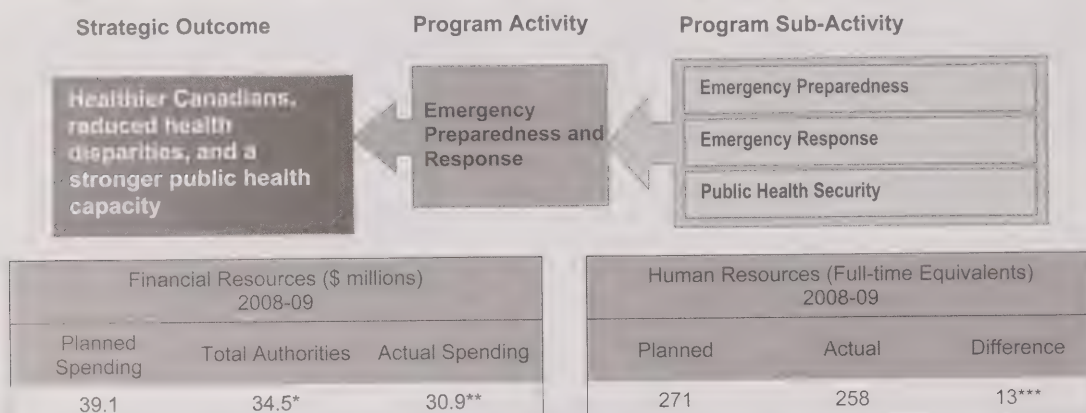 Strategic Outcome
Program Activity
Program Sub-Activity
Healthier Canadians,
reduced health
disparities, and a
stronger public health
capacity
Emergency
Preparedness and
Response
Emergency Preparedness
Emergency Response
Public Health Security
Financial Resources ($ millions)
2008-09
Planned
Spending
Total Authorities
Actual Spending
39.1
34.5*
30.9**
Human Resources (Full-time Equivalents)
2008-09
Planned
Actual
Difference
271
258
13***